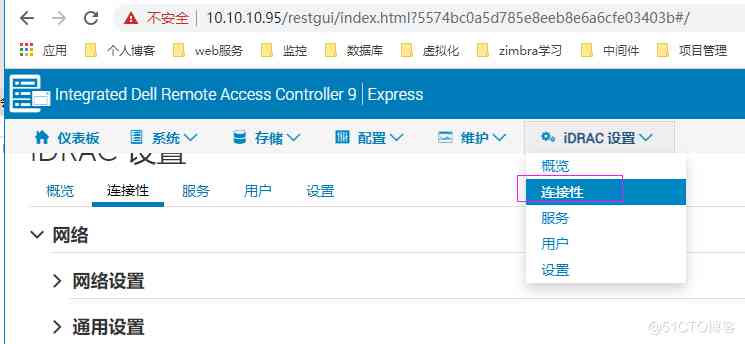 不安全 10.10.10.95/restgui/index.html?5574bc0a5d785e8eeb8e6a6cfe03403b#/
应用 个人博客 web服务 监控 数据库 虚拟化 zimbra学习 中间件 项目管理
Integrated Dell Remote Access Controller 9 | Express
仪表板 系统 存储 配置 维护 iDRAC 设置
iDRAC 设置
概览
连接性
服务
用户
设置
概览 连接性 服务 用户 设置
网络
网络设置
通用设置
@51CTO博客